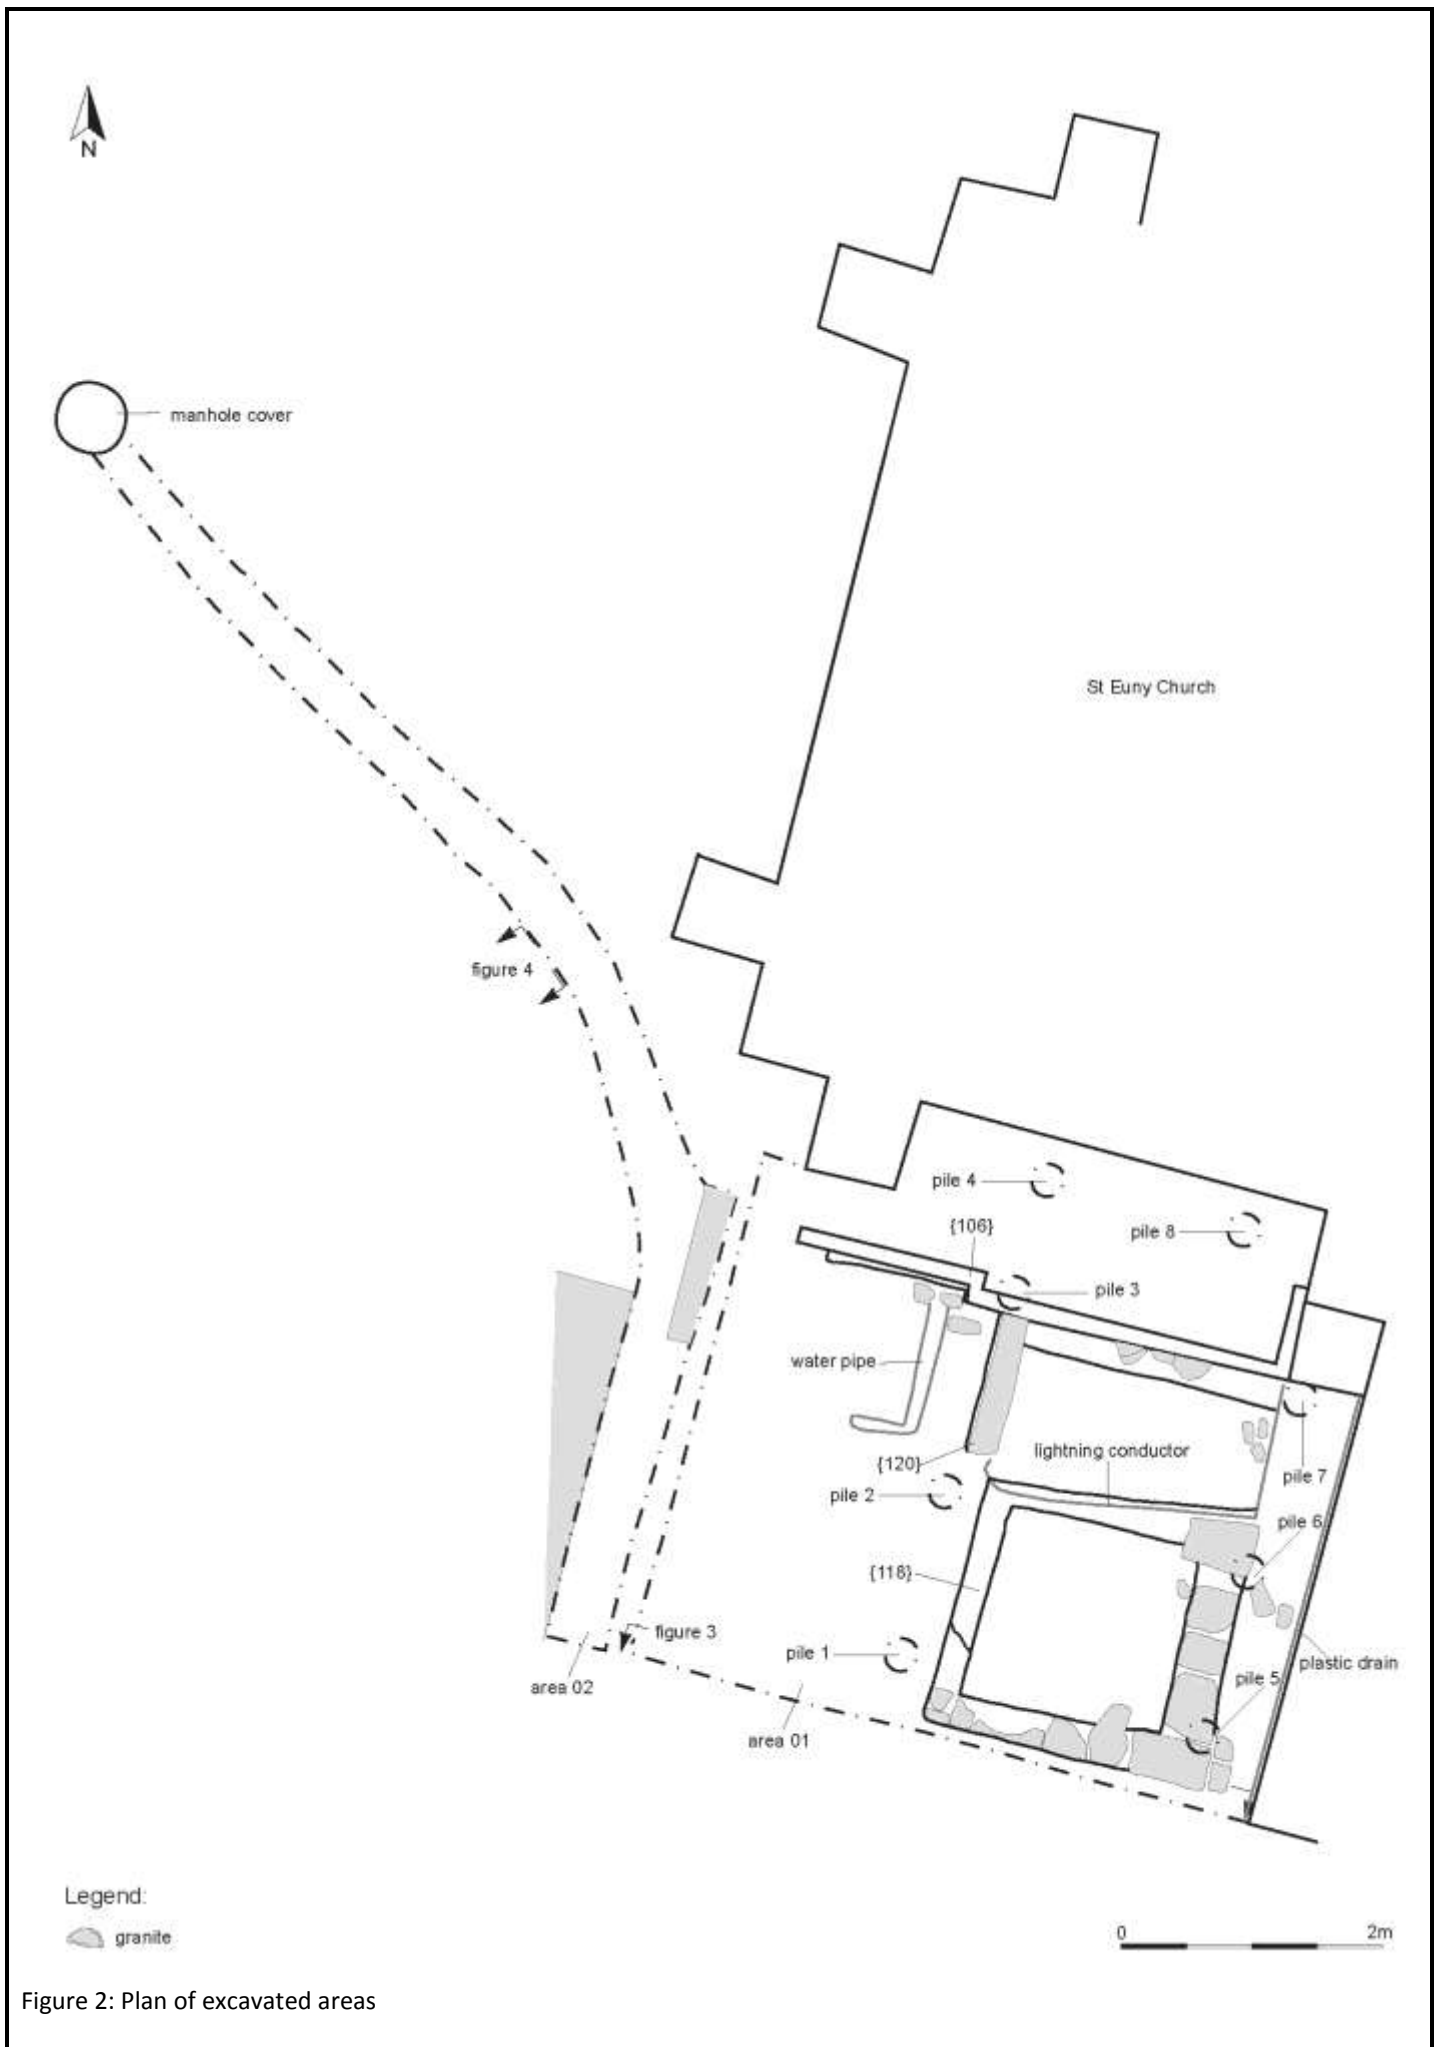 N
manhole cover
St Euny Church
figure 4
pile 4
{106}
pile 8
pile 3
water pipe
{120}
lightning conductor
pile 2
pile 7
pile 6
{118}
figure 3
pile 1
plastic drain
area 02
pile 5
area 01
Legend:
granite
0 2m
Figure 2: Plan of excavated areas